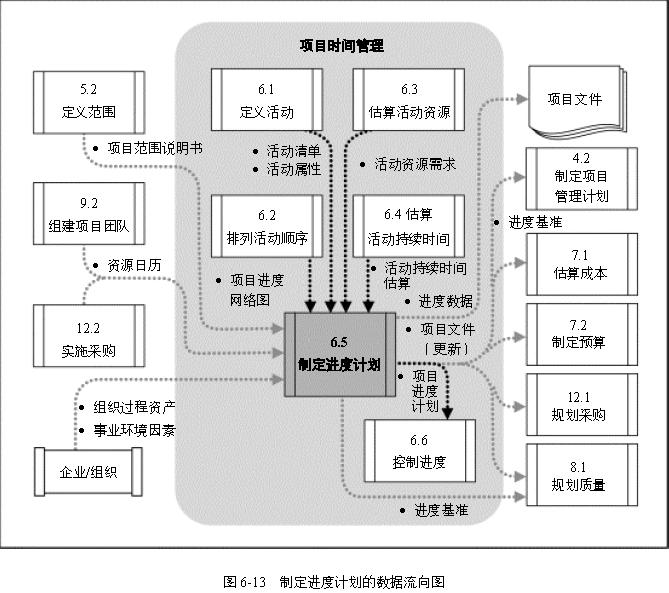 项目时间管理
5.2
定义范围
6.1
定义活动
6.3
估算活动资源
项目文件
项目范围说明书
活动清单
活动属性
活动资源需求
4.2
制定项目
管理计划
9.2
组建项目团队
6.2
排列活动顺序
6.4 估算
活动持续时间
进度基准
资源日历
项目进度
网络图
活动持续时间
估算
7.1
估算成本
进度数据
12.2
实施采购
6.5
制定进度计划
项目文件
（更新）
7.2
制定预算
项目
进度
计划
组织过程资产
事业环境因素
12.1
规划采购
企业/组织
6.6
控制进度
8.1
规划质量
进度基准
图 6-13 制定进度计划的数据流向图